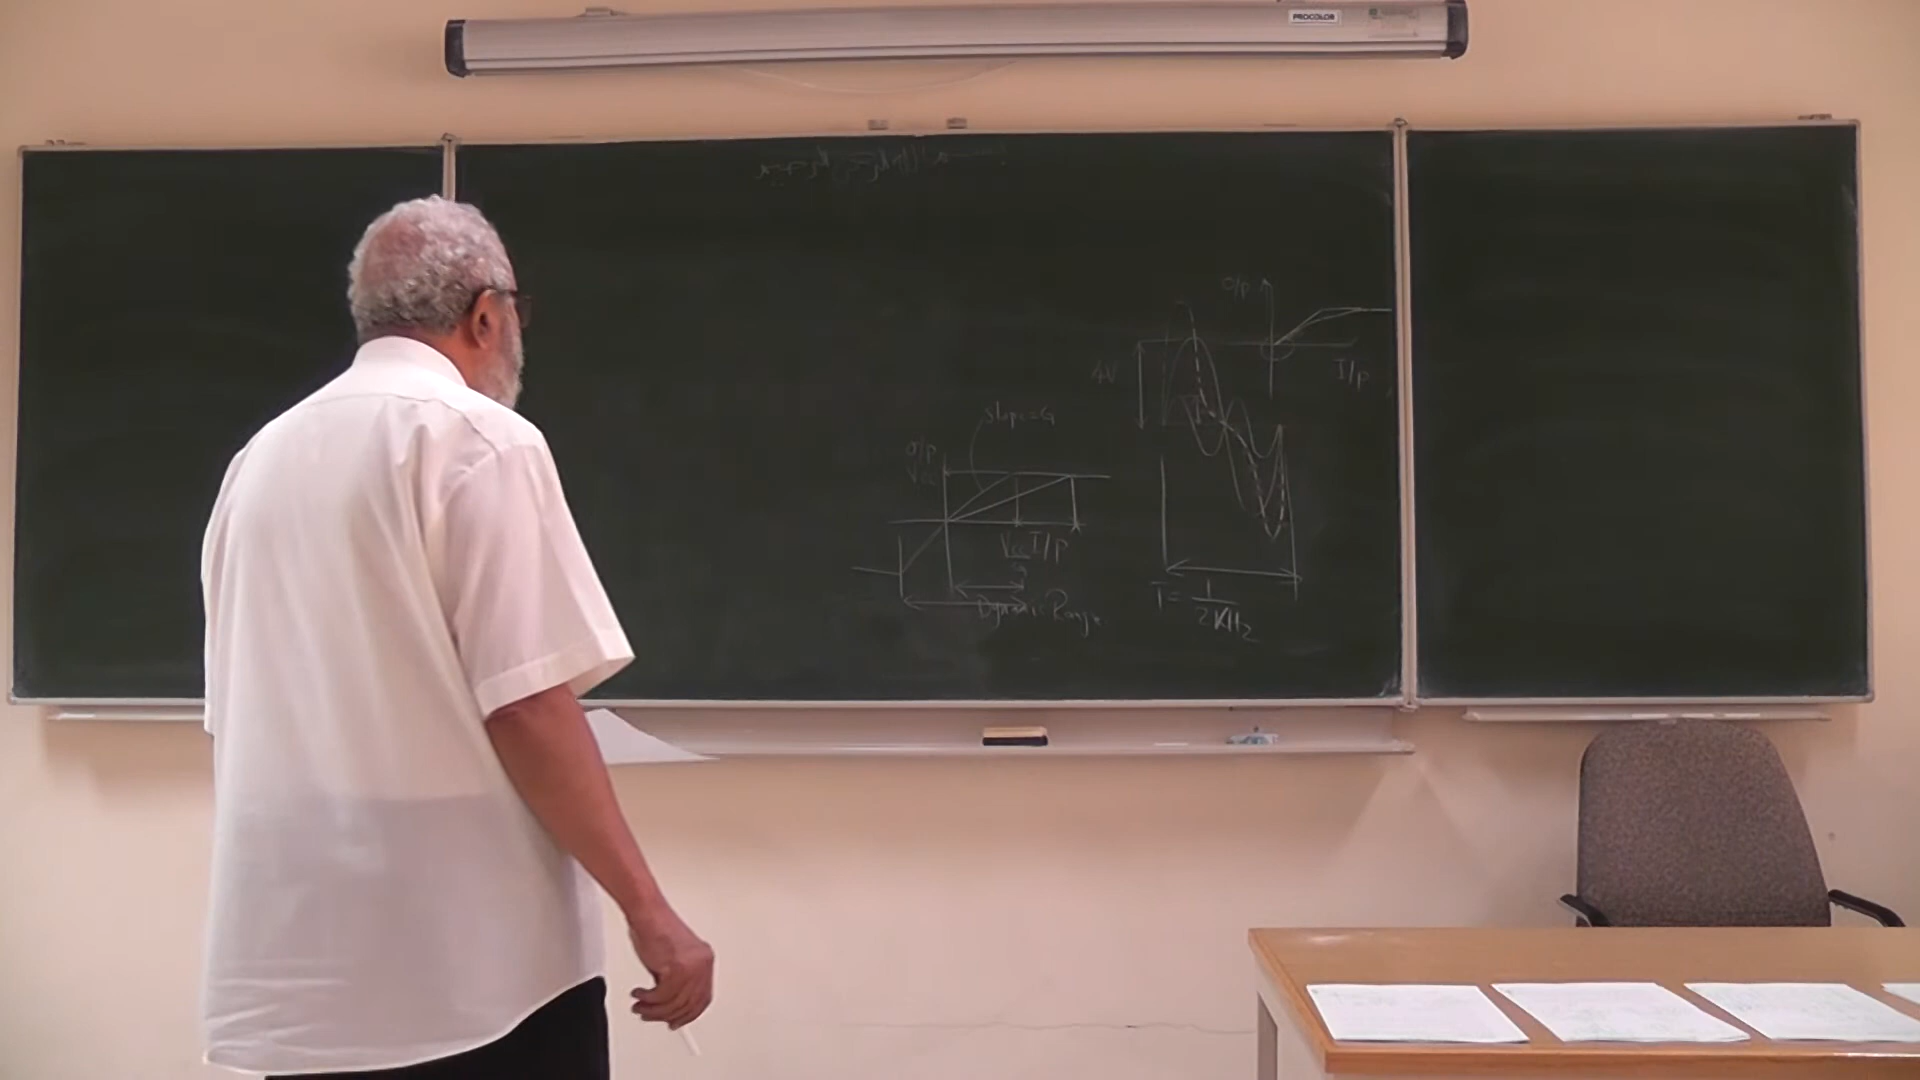 PROCOLOR
O/p
4V
I/p
Slope=G
O/p
Vcc
Vcc I/p
G
Dynamic Range
T = 1
2KHz